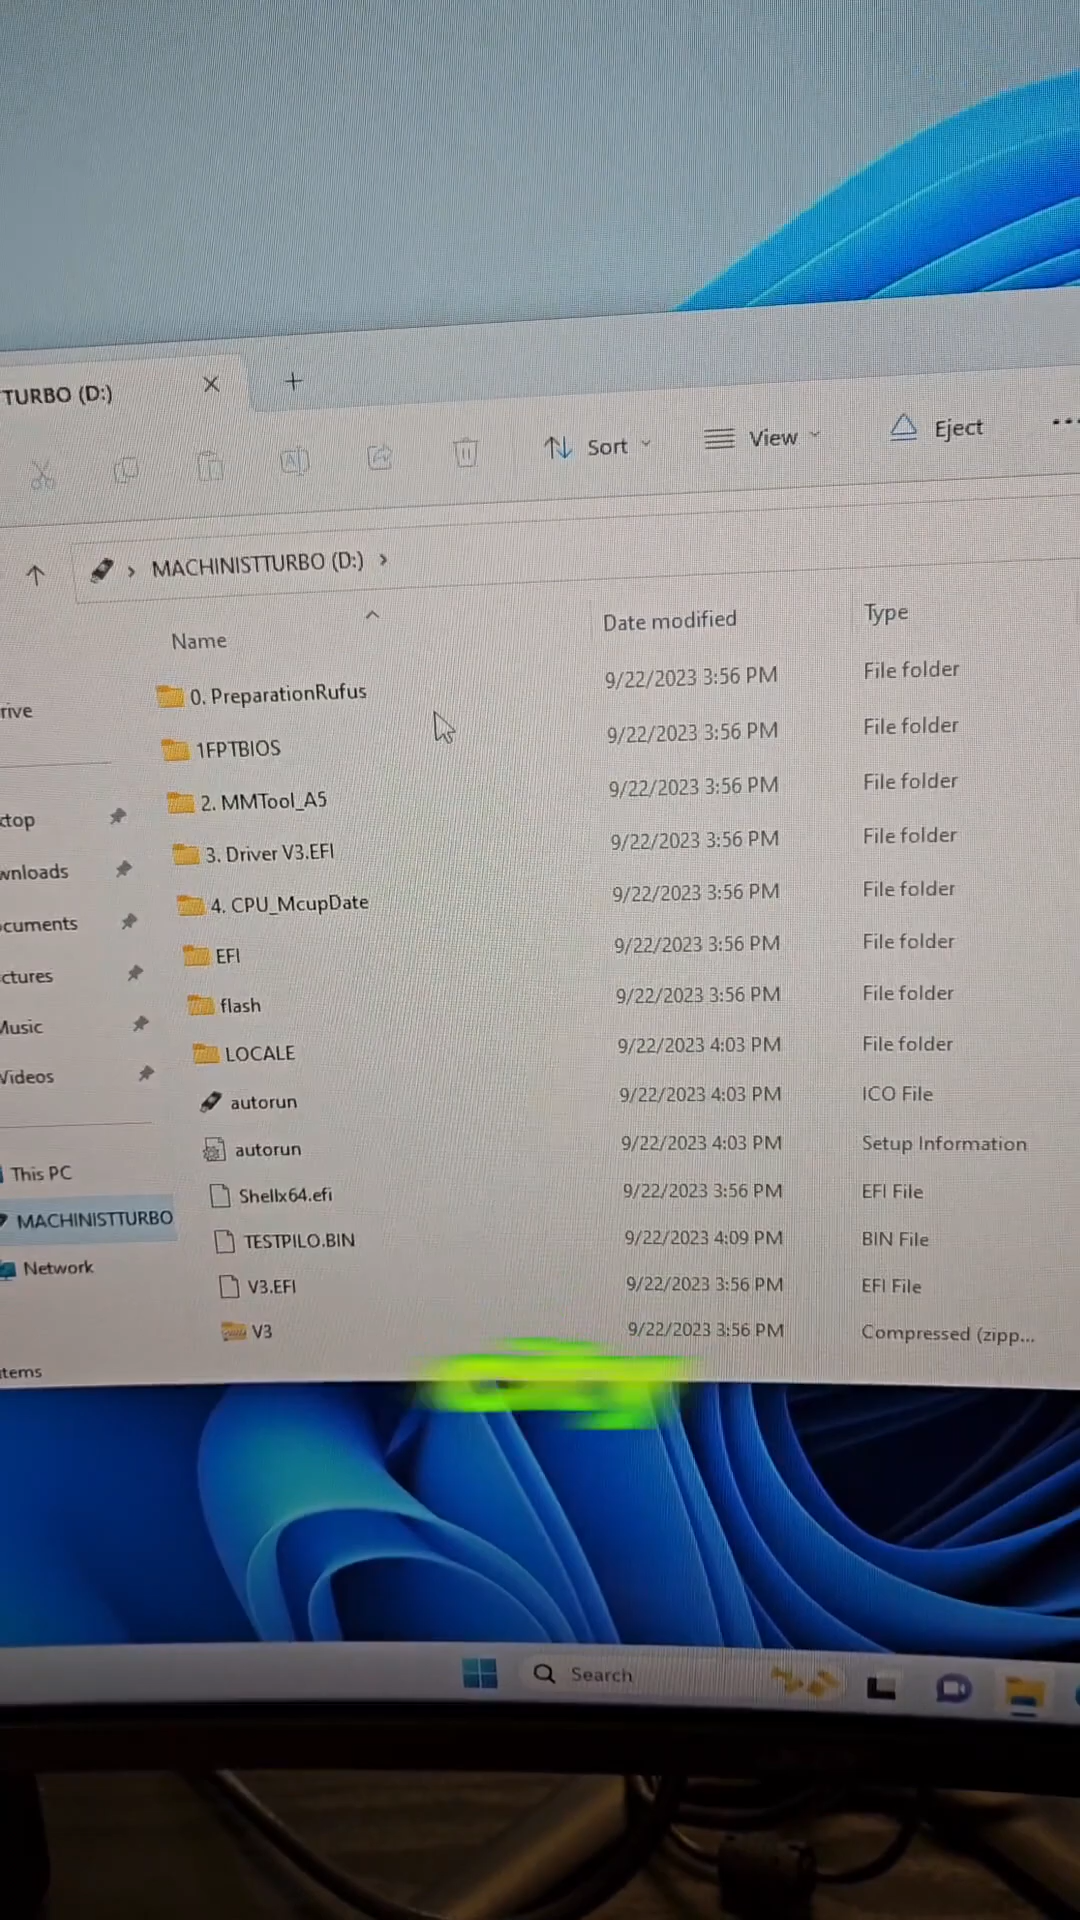 TURBO (D:)
Sort
View
Eject
MACHINISTTURBO (D:)
Name Date modified Type
0. PreparationRufus 9/22/2023 3:56 PM File folder
1FPTBIOS 9/22/2023 3:56 PM File folder
2. MMTool_A5 9/22/2023 3:56 PM File folder
3. Driver V3.EFI 9/22/2023 3:56 PM File folder
4. CPU_McupDate 9/22/2023 3:56 PM File folder
EFI 9/22/2023 3:56 PM File folder
flash 9/22/2023 3:56 PM File folder
LOCALE 9/22/2023 4:03 PM File folder
autorun 9/22/2023 4:03 PM ICO File
autorun 9/22/2023 4:03 PM Setup Information
Shellx64.efi 9/22/2023 3:56 PM EFI File
TESTPILO.BIN 9/22/2023 4:09 PM BIN File
V3.EFI 9/22/2023 3:56 PM EFI File
V3 9/22/2023 3:56 PM Compressed (zipp...
rive
ktop
wnloads
cuments
ctures
Music
Videos
This PC
MACHINISTTURBO
Network
items
Search